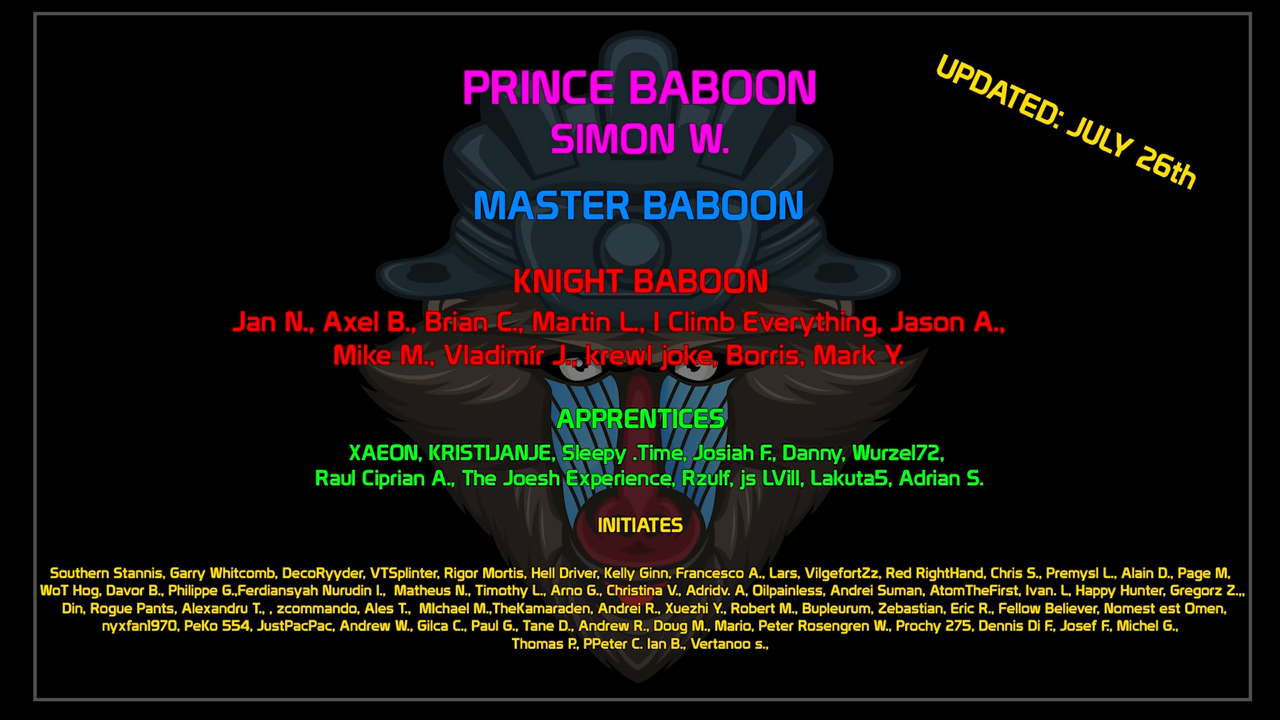 PRINCE BABOON
SIMON W.
UPDATED: JULY 26th
MASTER BABOON
KNIGHT BABOON
Jan N., Axel B., Brian C., Martin L., I Climb Everything, Jason A.,
Mike M., Vladimír J., krewl joke, Borris, Mark Y.
APPRENTICES
XAEON, KRISTIJANJE, Sleepy .Time, Josiah F., Danny, Wurzel72,
Raul Ciprian A., The Joesh Experience, Rzulf, js LVill, Lakuta5, Adrian S.
INITIATES
Southern Stannis, Garry Whitcomb, DecoRyyder, VTSplinter, Rigor Mortis, Hell Driver, Kelly Ginn, Francesco A., Lars, VilgefortZz, Red RightHand, Chris S., Premysl L., Alain D., Page M,
WoT Hog, Davor B., Philippe G.,Ferdiansyah Nurudin I., Matheus N., Timothy L., Arno G., Christina V., Adridv. A, Oilpainless, Andrei Suman, AtomTheFirst, Ivan. L, Happy Hunter, Gregorz Z.,,
Din, Rogue Pants, Alexandru T., , zcommando, Ales T., MIchael M.,TheKamaraden, Andrei R., Xuezhi Y., Robert M., Bupleurum, Zebastian, Eric R., Fellow Believer, Nomest est Omen,
nyxfan1970, PeKo 554, JustPacPac, Andrew W., Gilca C., Paul G., Tane D., Andrew R., Doug M., Mario, Peter Rosengren W., Prochy 275, Dennis Di F., Josef F., Michel G.,
Thomas P., PPeter C. Ian B., Vertanoo s.,